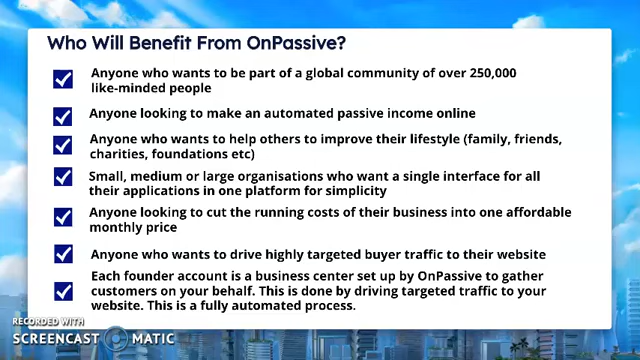 Who Will Benefit From OnPassive?
Anyone who wants to be part of a global community of over 250,000
like-minded people
Anyone looking to make an automated passive income online
Anyone who wants to help others to improve their lifestyle (family, friends,
charities, foundations etc)
Small, medium or large organisations who want a single interface for all
their applications in one platform for simplicity
Anyone looking to cut the running costs of their business into one affordable
monthly price
Anyone who wants to drive highly targeted buyer traffic to their website
Each founder account is a business center set up by OnPassive to gather
customers on your behalf. This is done by driving targeted traffic to your
website. This is a fully automated process.
RECORDED WITH
SCREENCAST MATIC